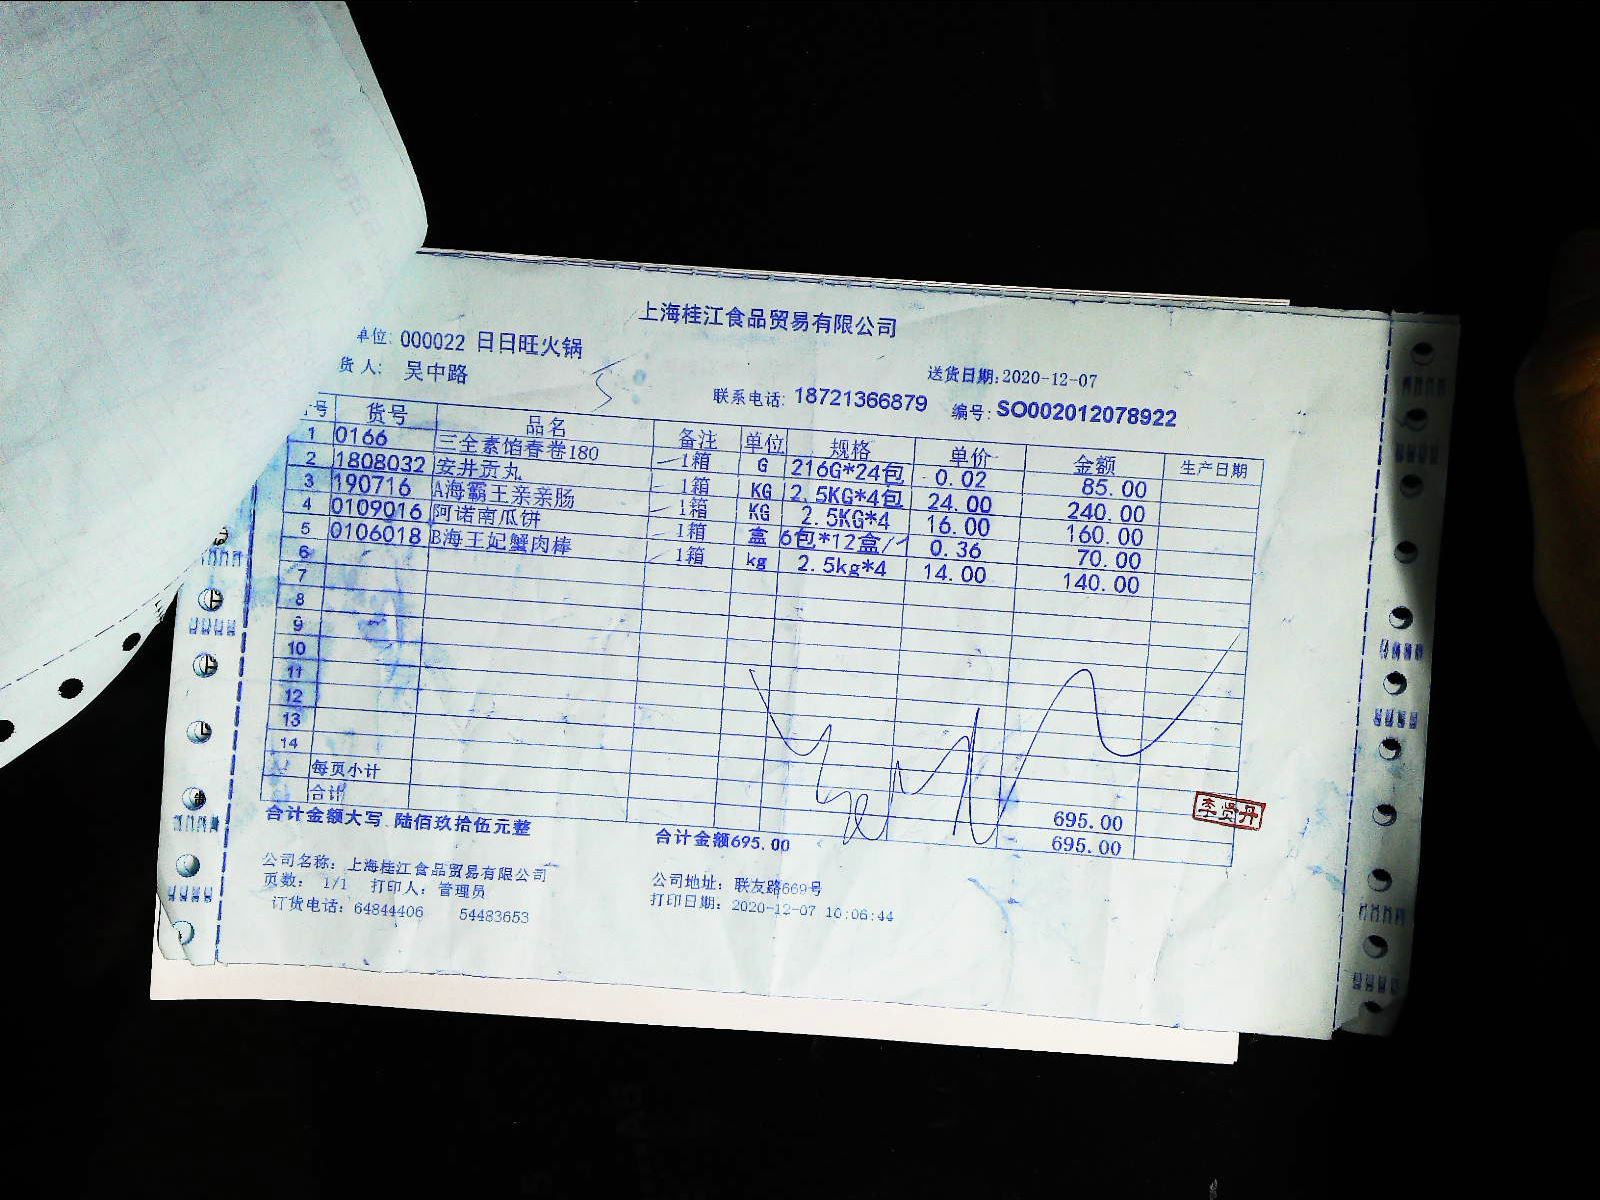 上海桂江食品贸易有限公司
单位: 000022 日日旺火锅
货人: 吴中路
送货日期:2020-12-07
联系电话: 18721366879 编号: SO002012078922
号 货号 品名 备注 单位 规格 单价 金额 生产日期
1 0166 三全素馅春卷180 1箱 G 216G*24包 0.02 85.00
2 1808032 安井贡丸 1箱 KG 2.5KG*4包 24.00 240.00
3 190716 A海霸王亲亲肠 1箱 KG 2.5KG*4 16.00 160.00
4 0109016 阿诺南瓜饼 1箱 盒 6包*12盒/1 0.36 70.00
5 0106018 B海王妃蟹肉棒 1箱 kg 2.5kg*4 14.00 140.00
6
7
8
9
10
11
12
13
14
每页小计 695.00
合计 695.00
合计金额大写 陆佰玖拾伍元整 合计金额695.00
李贤丹
公司名称: 上海桂江食品贸易有限公司 公司地址: 联友路669号
页数: 1/1 打印人: 管理员 打印日期: 2020-12-07 10:06:44
订货电话: 64844406 54483653